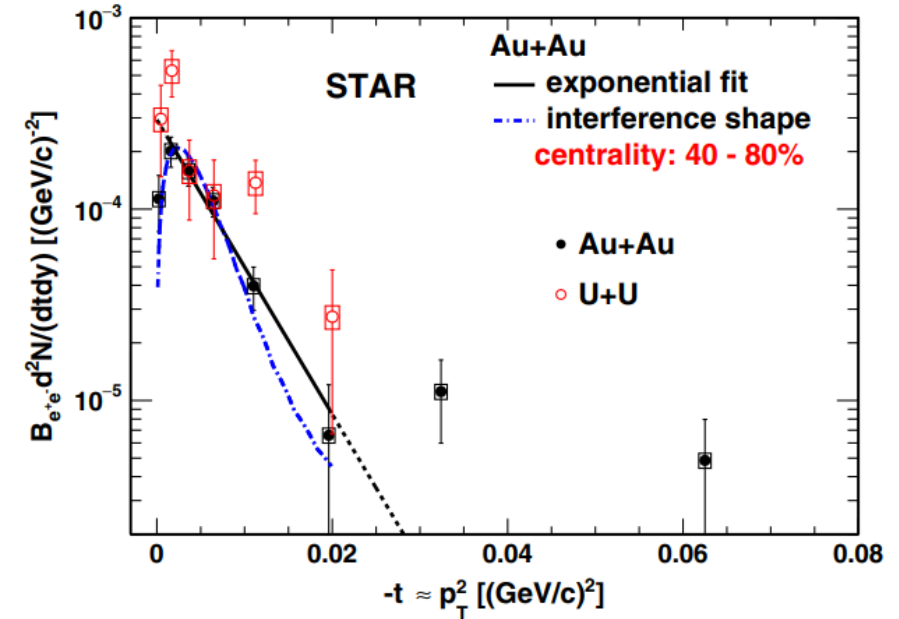 10⁻³
10⁻⁴
10⁻⁵
B_{e⁺e⁻}d²N/(dtdy) [(GeV/c)⁻²]
STAR
Au+Au
exponential fit
interference shape
centrality: 40 - 80%
Au+Au
U+U
0 0.02 0.04 0.06 0.08
-t ≈ p_T² [(GeV/c)²]